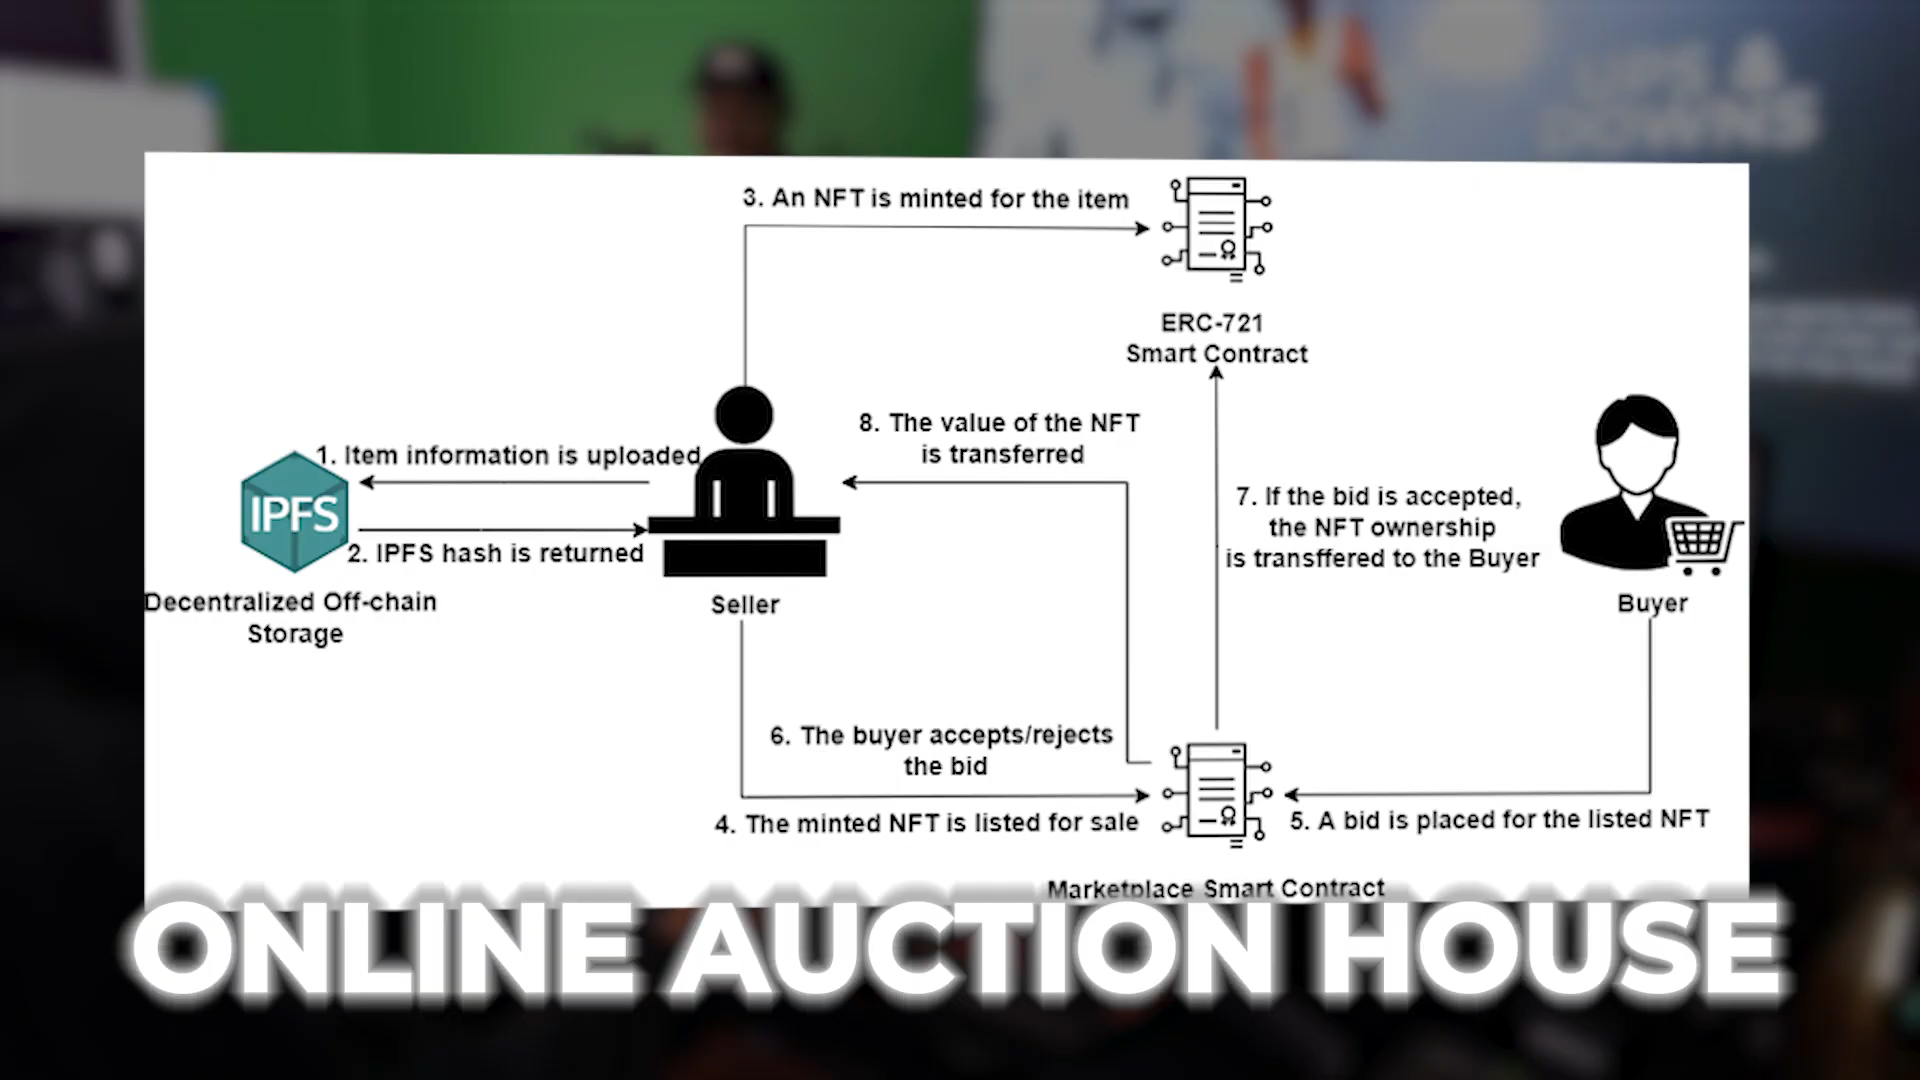 UPS &
DOWNS
3. An NFT is minted for the item
ERC-721
Smart Contract
8. The value of the NFT
is transferred
1. Item information is uploaded
IPFS
2. IPFS hash is returned
7. If the bid is accepted,
the NFT ownership
is transffered to the Buyer
Decentralized Off-chain
Storage
Seller
Buyer
6. The buyer accepts/rejects
the bid
4. The minted NFT is listed for sale
5. A bid is placed for the listed NFT
Marketplace Smart Contract
ONLINE AUCTION HOUSE